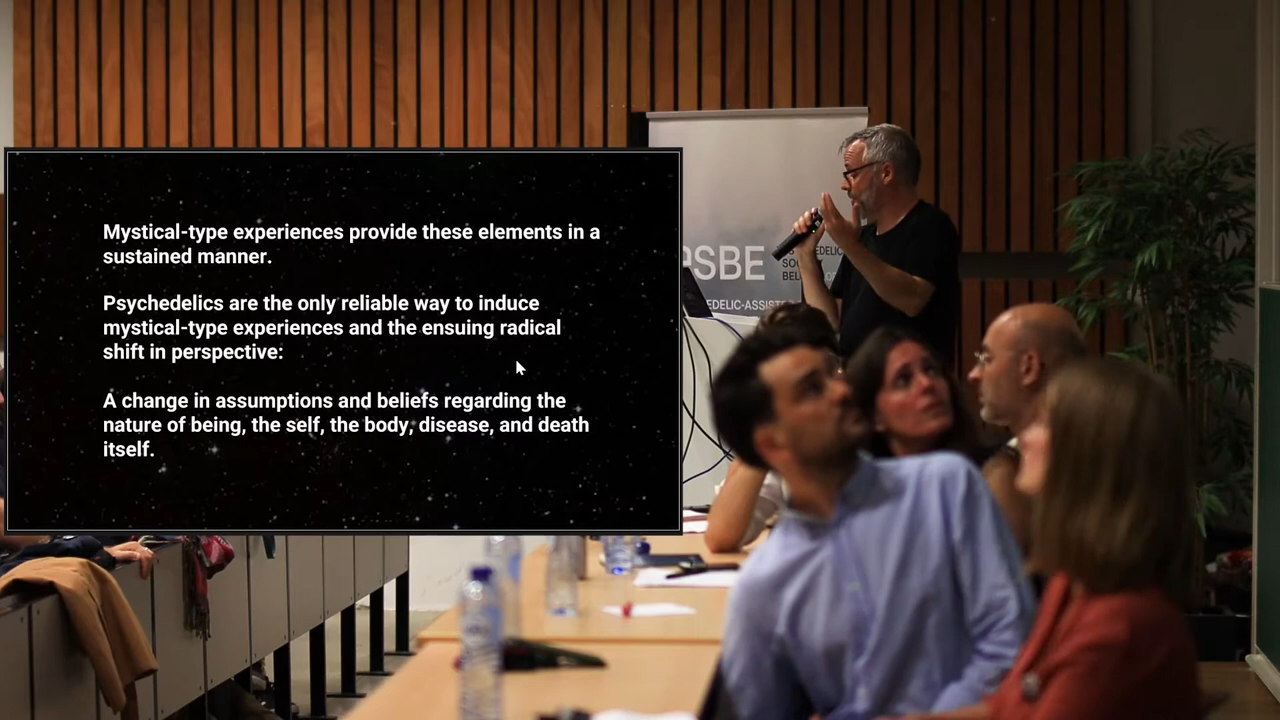 Mystical-type experiences provide these elements in a
sustained manner.
Psychedelics are the only reliable way to induce
mystical-type experiences and the ensuing radical
shift in perspective:
A change in assumptions and beliefs regarding the
nature of being, the self, the body, disease, and death
itself.
PSBE